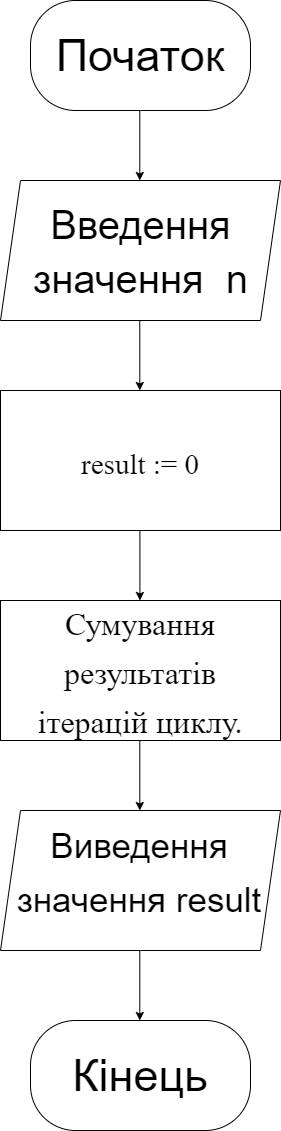 Початок
Введення
значення n
result := 0
Сумування
результатів
ітерацій циклу.
Виведення
значення result
Кінець